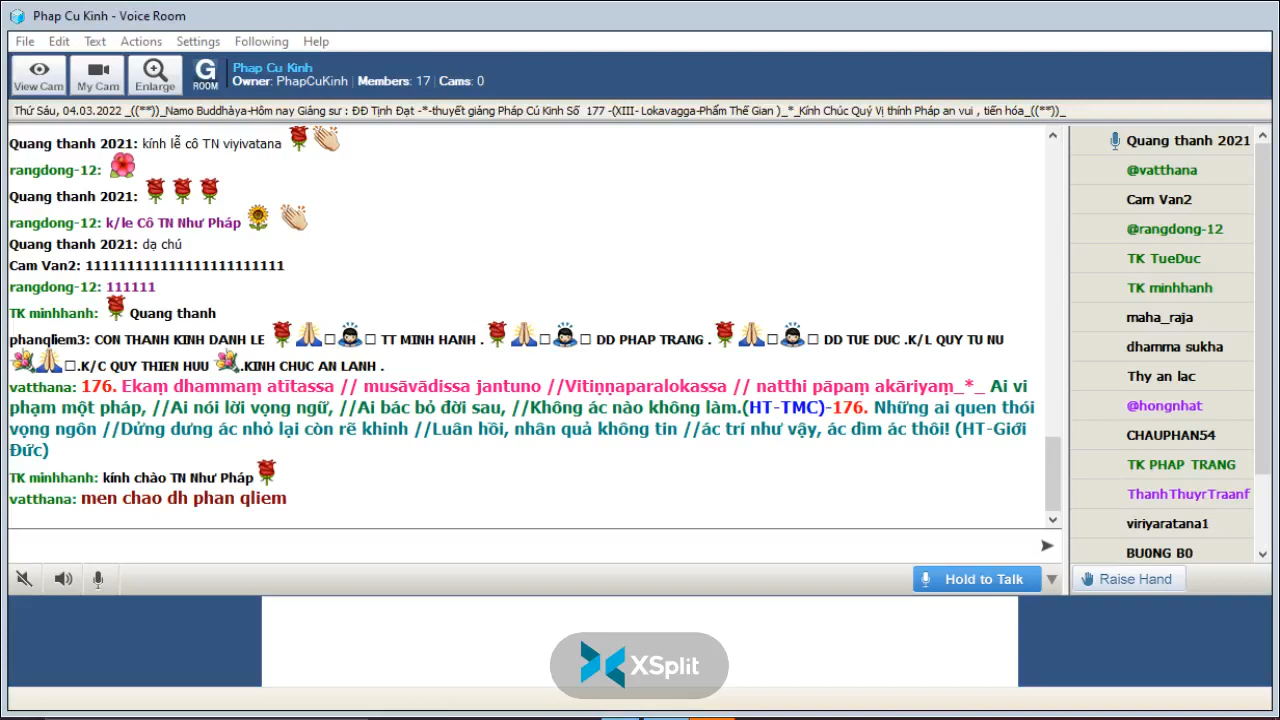 Phap Cu Kinh - Voice Room
File Edit Text Actions Settings Following Help
View Cam My Cam Enlarge G ROOM
Phap Cu Kinh
Owner: PhapCuKinh | Members: 17 | Cams: 0
Thứ Sáu, 04.03.2022 _((**))_Namo Buddhàya-Hôm nay Giảng sư : ĐĐ Tịnh Đạt -*-thuyết giảng Pháp Cú Kinh Số 177 -(XIII- Lokavagga-Phẩm Thế Gian )_*_Kính Chúc Quý Vị thính Pháp an vui , tiến hóa_((**))_
Quang thanh 2021: kính lễ cô TN viyivatana
rangdong-12:
Quang thanh 2021:
rangdong-12: k/le Cô TN Như Pháp
Quang thanh 2021: dạ chú
Cam Van2: 1111111111111111111111111
rangdong-12: 111111
TK minhhanh: Quang thanh
phanqliem3: CON THANH KINH DANH LE □ □ TT MINH HANH . □ □ DD PHAP TRANG . □ □ DD TUE DUC .K/L QUY TU NU
□.K/C QUY THIEN HUU .KINH CHUC AN LANH .
vatthana: 176. Ekaṃ dhammaṃ atītassa // musāvādissa jantuno //Vitiṇṇaparalokassa // natthi pāpaṃ akāriyaṃ_*_ Ai vi
phạm một pháp, //Ai nói lời vọng ngữ, //Ai bác bỏ đời sau, //Không ác nào không làm.(HT-TMC)-176. Những ai quen thói
vọng ngôn //Dửng dưng ác nhỏ lại còn rẽ khinh //Luân hồi, nhân quả không tin //ác trí như vậy, ác dìm ác thôi! (HT-Giới
Đức)
TK minhhanh: kính chào TN Như Pháp
vatthana: men chao dh phan qliem
Quang thanh 2021
@vatthana
Cam Van2
@rangdong-12
TK TueDuc
TK minhhanh
maha_raja
dhamma sukha
Thy an lac
@hongnhat
CHAUPHAN54
TK PHAP TRANG
ThanhThuyrTraanf
viriyaratana1
BU0NG B0
Hold to Talk
Raise Hand
XSplit